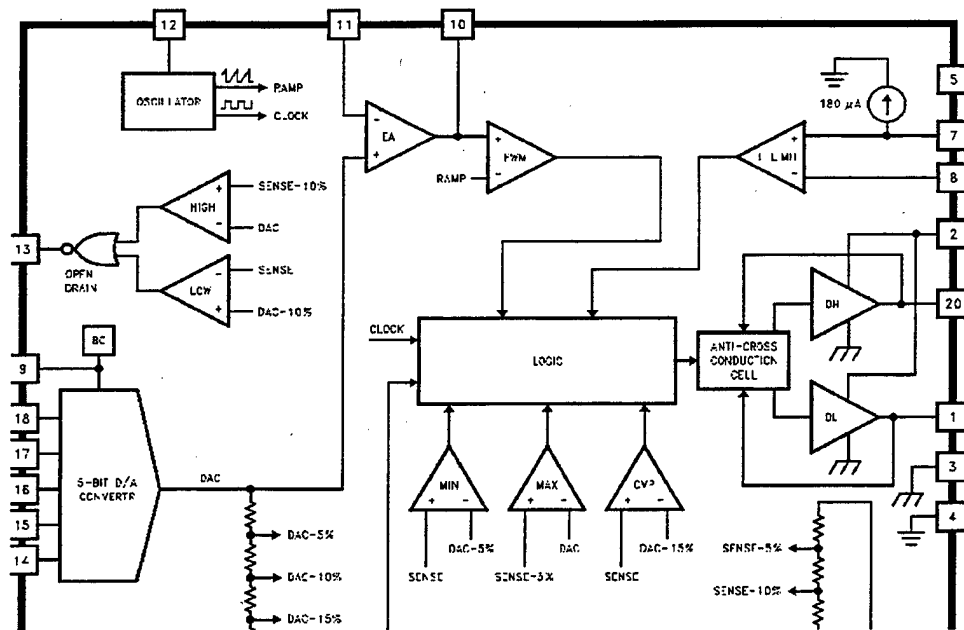 12
11
10
5
OSCILLATOR
RAMP
CLOCK
180 µA
EA
PWM
RAMP
7
8
SENSE-10%
HIGH
DAC
13
OPEN
DRAIN
SENSE
LOW
DAC-10%
2
DH
20
BC
9
CLOCK
LOGIC
ANTI-CROSS
CONDUCTION
CELL
18
17
16
15
14
5-BIT D/A
CONVERTR
DAC
DL
1
3
4
MIN
MAX
DAC-5%
DAC
DAC-15%
SENSE
SENSE-5%
SENSE
DAC-5%
DAC-10%
DAC-15%
SENSE-5%
SENSE-10%